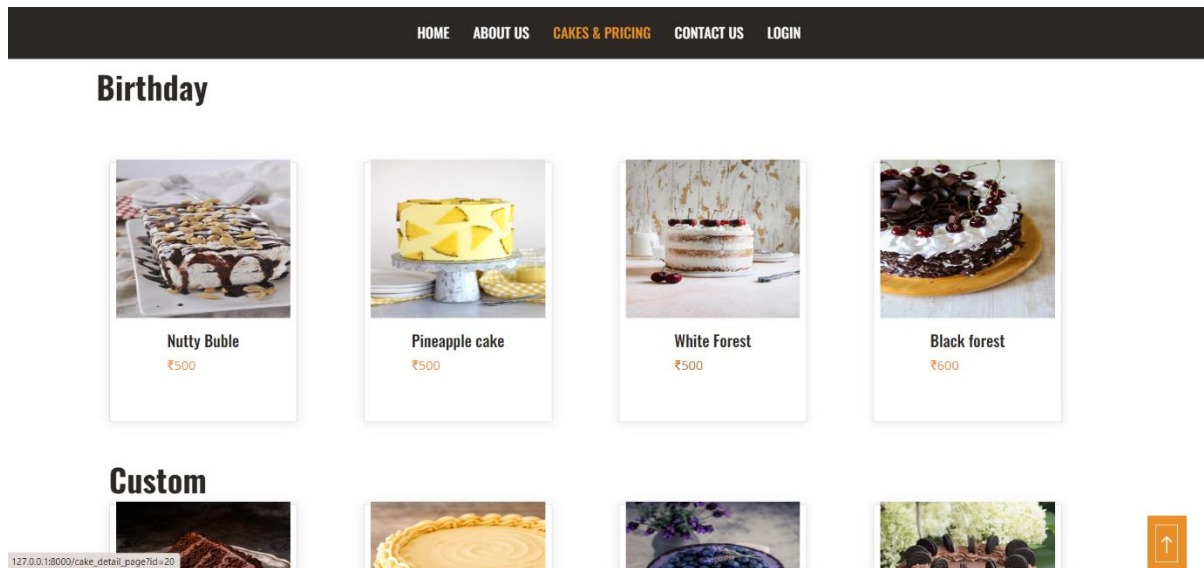 HOME ABOUT US CAKES & PRICING CONTACT US LOGIN
Birthday
Nutty Buble Pineapple cake White Forest Black forest
₹500 ₹500 ₹500 ₹600
Custom
127.0.0.1:8000/cake_detail_page?id=20